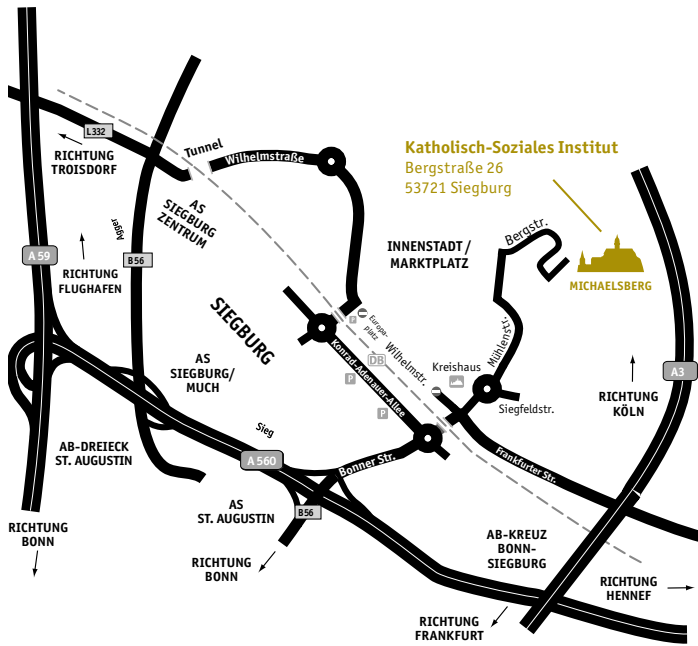 L332
RICHTUNG
TROISDORF
Tunnel
Wilhelmstraße
Katholisch-Soziales Institut
Bergstraße 26
53721 Siegburg
AS
SIEGBURG
ZENTRUM
Agger
A 59
B56
RICHTUNG
FLUGHAFEN
INNENSTADT /
MARKTPLATZ
Bergstr.
MICHAELSBERG
SIEGBURG
P
Europa-
platz
Wilhelmstr.
DB
Konrad-Adenauer-Allee
P
P
Kreishaus
Mühlenstr.
Siegfeldstr.
A3
RICHTUNG
KÖLN
AS
SIEGBURG/
MUCH
Sieg
AB-DREIECK
ST. AUGUSTIN
A 560
Bonner Str.
Frankfurter Str.
AS
ST. AUGUSTIN
B56
RICHTUNG
BONN
RICHTUNG
BONN
AB-KREUZ
BONN-
SIEGBURG
RICHTUNG
HENNEF
RICHTUNG
FRANKFURT